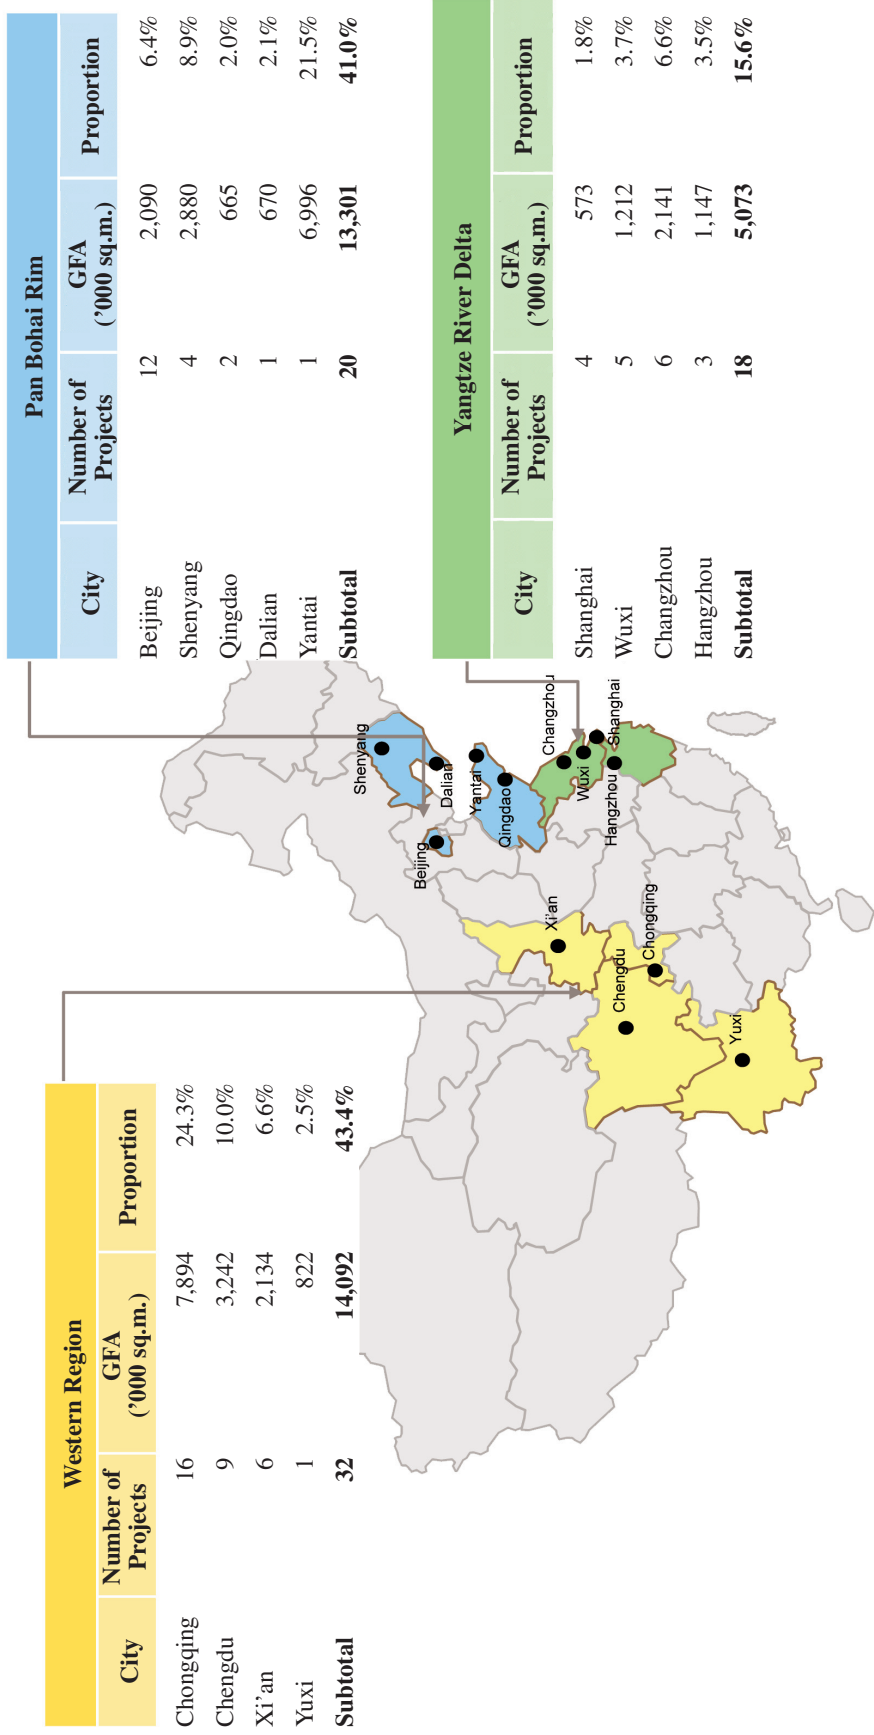 Western Region
City Number of Projects GFA (’000 sq.m.) Proportion
Chongqing 16 7,894 24.3%
Chengdu 9 3,242 10.0%
Xi’an 6 2,134 6.6%
Yuxi 1 822 2.5%
Subtotal 32 14,092 43.4%
Pan Bohai Rim
City Number of Projects GFA (’000 sq.m.) Proportion
Beijing 12 2,090 6.4%
Shenyang 4 2,880 8.9%
Qingdao 2 665 2.0%
Dalian 1 670 2.1%
Yantai 1 6,996 21.5%
Subtotal 20 13,301 41.0%
Yangtze River Delta
City Number of Projects GFA (’000 sq.m.) Proportion
Shanghai 4 573 1.8%
Wuxi 5 1,212 3.7%
Changzhou 6 2,141 6.6%
Hangzhou 3 1,147 3.5%
Subtotal 18 5,073 15.6%
Shenyang
Beijing
Dalian
Yantai
Qingdao
Changzhou
Xi’an
Wuxi
Shanghai
Hangzhou
Chengdu
Chongqing
Yuxi